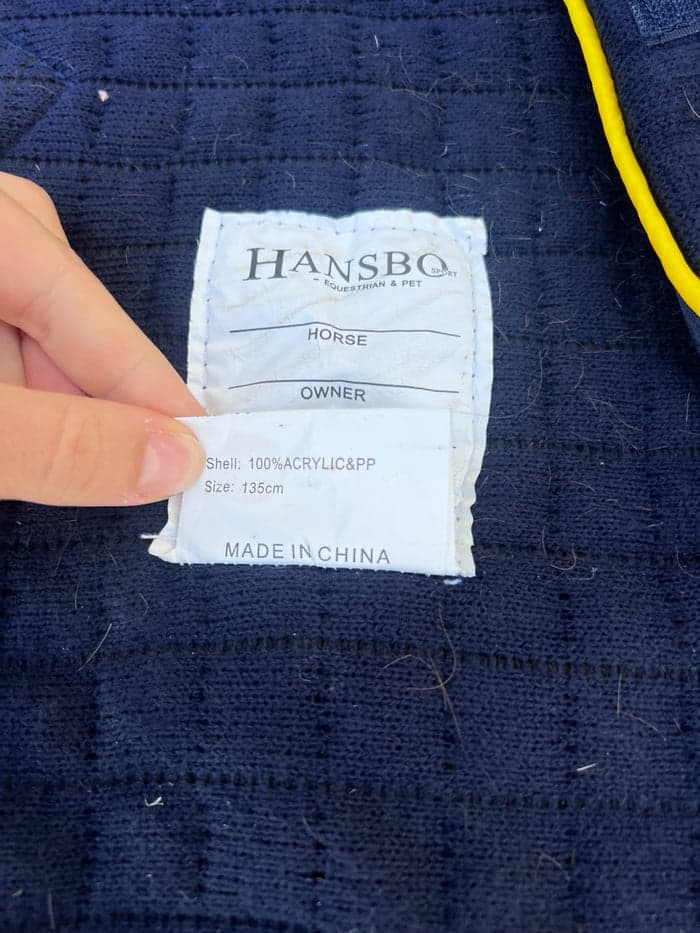 HANSBO SPORT
- EQUESTRIAN & PET
HORSE
OWNER
Shell: 100%ACRYLIC&PP
Size: 135cm
MADE IN CHINA